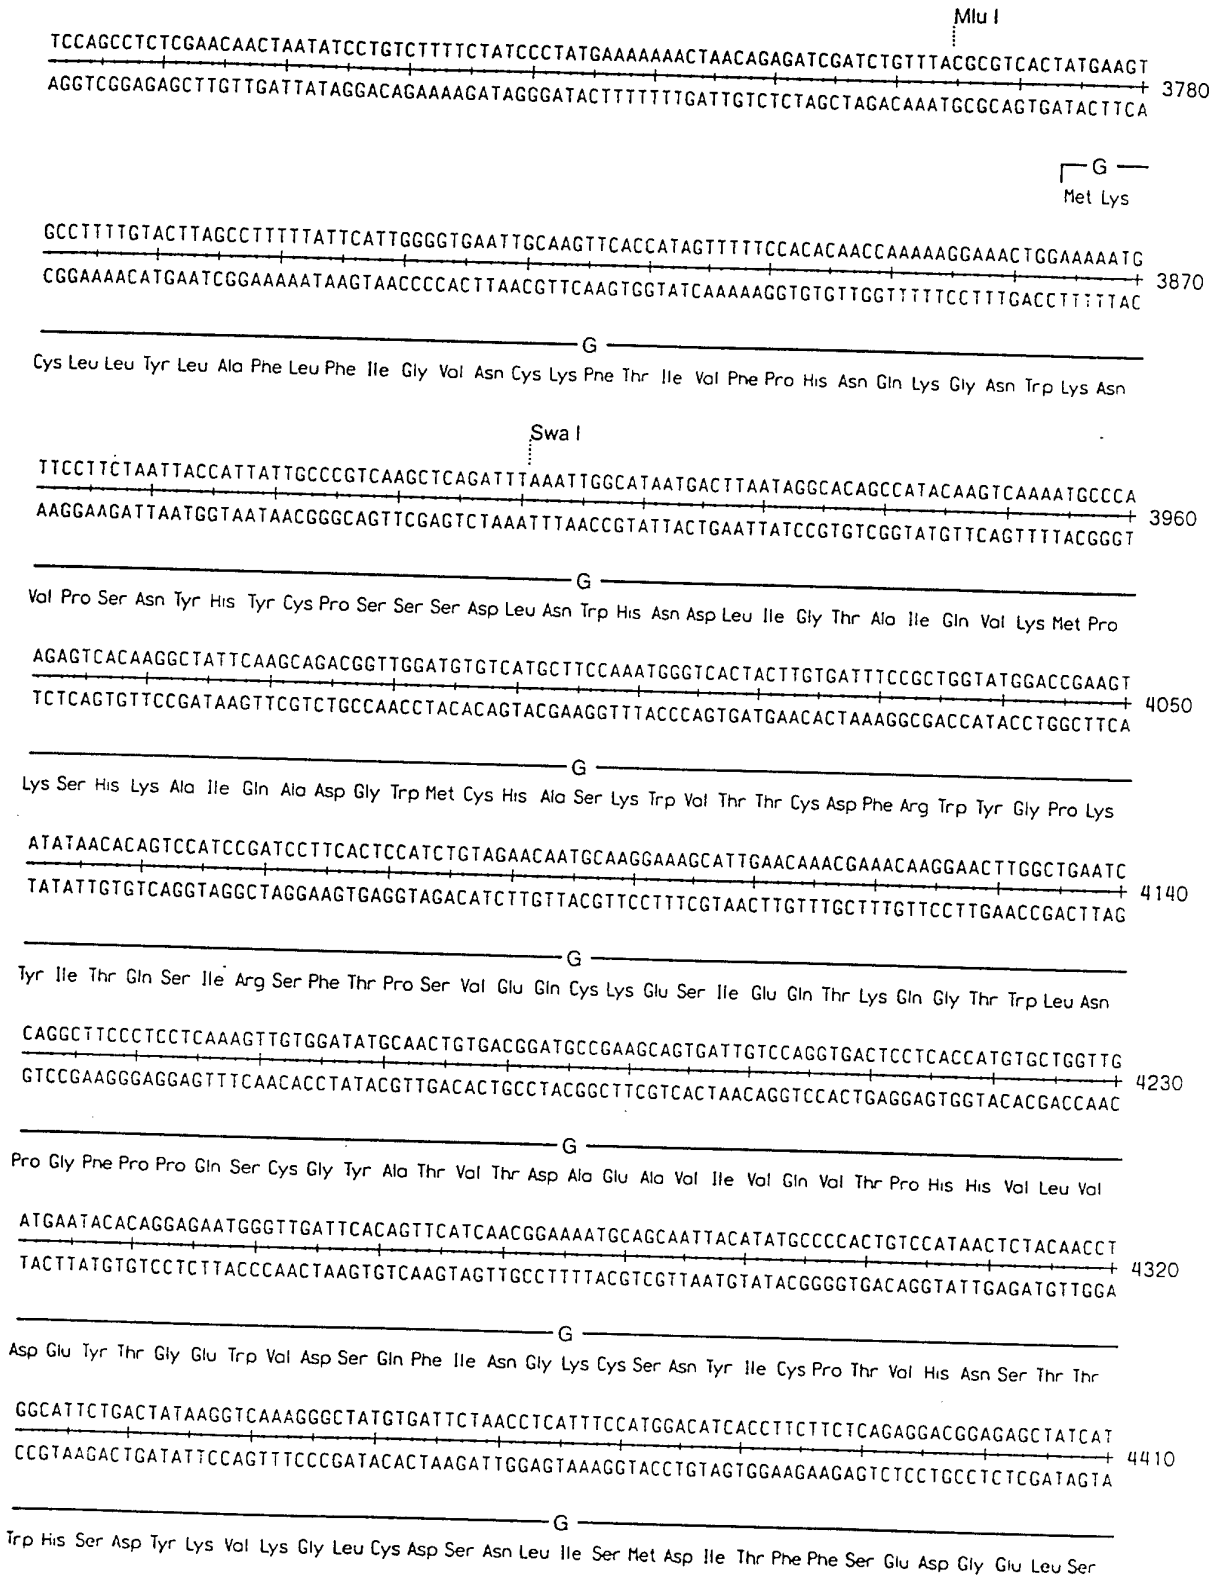 Mlu I
TCCAGCCTCTCGAACAACTAATATCCTGTCTTTTCTATCCCTATGAAAAAAACTAACAGAGATCGATCTGTTTACGCGTCACTATGAAGT
3780
AGGTCGGAGAGCTTGTTGATTATAGGACAGAAAAGATAGGGATACTTTTTTTGATTGTCTCTAGCTAGACAAATGCGCAGTGATACTTCA
G
Met Lys
GCCTTTTGTACTTAGCCTTTTTATTCATTGGGGTGAATTGCAAGTTCACCATAGTTTTTCCACACAACCAAAAAGGAAACTGGAAAAATG
3870
CGGAAAACATGAATCGGAAAAATAAGTAACCCCACTTAACGTTCAAGTGGTATCAAAAAGGTGTGTTGGTTTTTCCTTTGACCTTTTTAC
G
Cys Leu Leu Tyr Leu Ala Phe Leu Phe Ile Gly Val Asn Cys Lys Phe Thr Ile Val Phe Pro His Asn Gln Lys Gly Asn Trp Lys Asn
Swa I
TTCCTTCTAATTACCATTATTGCCCGTCAAGCTCAGATTTAAATTGGCATAATGACTTAATAGGCACAGCCATACAAGTCAAAATGCCCA
3960
AAGGAAGATTAATGGTAATAACGGGCAGTTCGAGTCTAAATTTAACCGTATTACTGAATTATCCGTGTCGGTATGTTCAGTTTTACGGGT
G
Val Pro Ser Asn Tyr His Tyr Cys Pro Ser Ser Ser Asp Leu Asn Trp His Asn Asp Leu Ile Gly Thr Ala Ile Gln Val Lys Met Pro
AGAGTCACAAGGCTATTCAAGCAGACGGTTGGATGTGTCATGCTTCCAAATGGGTCACTACTTGTGATTTCCGCTGGTATGGACCGAAGT
4050
TCTCAGTGTTCCGATAAGTTCGTCTGCCAACCTACACAGTACGAAGGTTTACCCAGTGATGAACACTAAAGGCGACCATACCTGGCTTCA
G
Lys Ser His Lys Ala Ile Gln Ala Asp Gly Trp Met Cys His Ala Ser Lys Trp Val Thr Thr Cys Asp Phe Arg Trp Tyr Gly Pro Lys
ATATAACACAGTCCATCCGATCCTTCACTCCATCTGTAGAACAATGCAAGGAAAGCATTGAACAAACGAAACAAGGAACTTGGCTGAATC
4140
TATATTGTGTCAGGTAGGCTAGGAAGTGAGGTAGACATCTTGTTACGTTCCTTTCGTAACTTGTTTGCTTTGTTCCTTGAACCGACTTAG
G
Tyr Ile Thr Gln Ser Ile Arg Ser Phe Thr Pro Ser Val Glu Gln Cys Lys Glu Ser Ile Glu Gln Thr Lys Gln Gly Thr Trp Leu Asn
CAGGCTTCCCTCCTCAAAGTTGTGGATATGCAACTGTGACGGATGCCGAAGCAGTGATTGTCCAGGTGACTCCTCACCATGTGCTGGTTG
4230
GTCCGAAGGGAGGAGTTTCAACACCTATACGTTGACACTGCCTACGGCTTCGTCACTAACAGGTCCACTGAGGAGTGGTACACGACCAAC
G
Pro Gly Phe Pro Pro Gln Ser Cys Gly Tyr Ala Thr Val Thr Asp Ala Glu Ala Val Ile Val Gln Val Thr Pro His His Val Leu Val
ATGAATACACAGGAGAATGGGTTGATTCACAGTTCATCAACGGAAAATGCAGCAATTACATATGCCCCACTGTCCATAACTCTACAACCT
4320
TACTTATGTGTCCTCTTACCCAACTAAGTGTCAAGTAGTTGCCTTTTACGTCGTTAATGTATACGGGGTGACAGGTATTGAGATGTTGGA
G
Asp Glu Tyr Thr Gly Glu Trp Val Asp Ser Gln Phe Ile Asn Gly Lys Cys Ser Asn Tyr Ile Cys Pro Thr Val His Asn Ser Thr Thr
GGCATTCTGACTATAAGGTCAAAGGGCTATGTGATTCTAACCTCATTTCCATGGACATCACCTTCTTCTCAGAGGACGGAGAGCTATCAT
4410
CCGTAAGACTGATATTCCAGTTTCCCGATACACTAAGATTGGAGTAAAGGTACCTGTAGTGGAAGAAGAGTCTCCTGCCTCTCGATAGTA
G
Trp His Ser Asp Tyr Lys Val Lys Gly Leu Cys Asp Ser Asn Leu Ile Ser Met Asp Ile Thr Phe Phe Ser Glu Asp Gly Glu Leu Ser